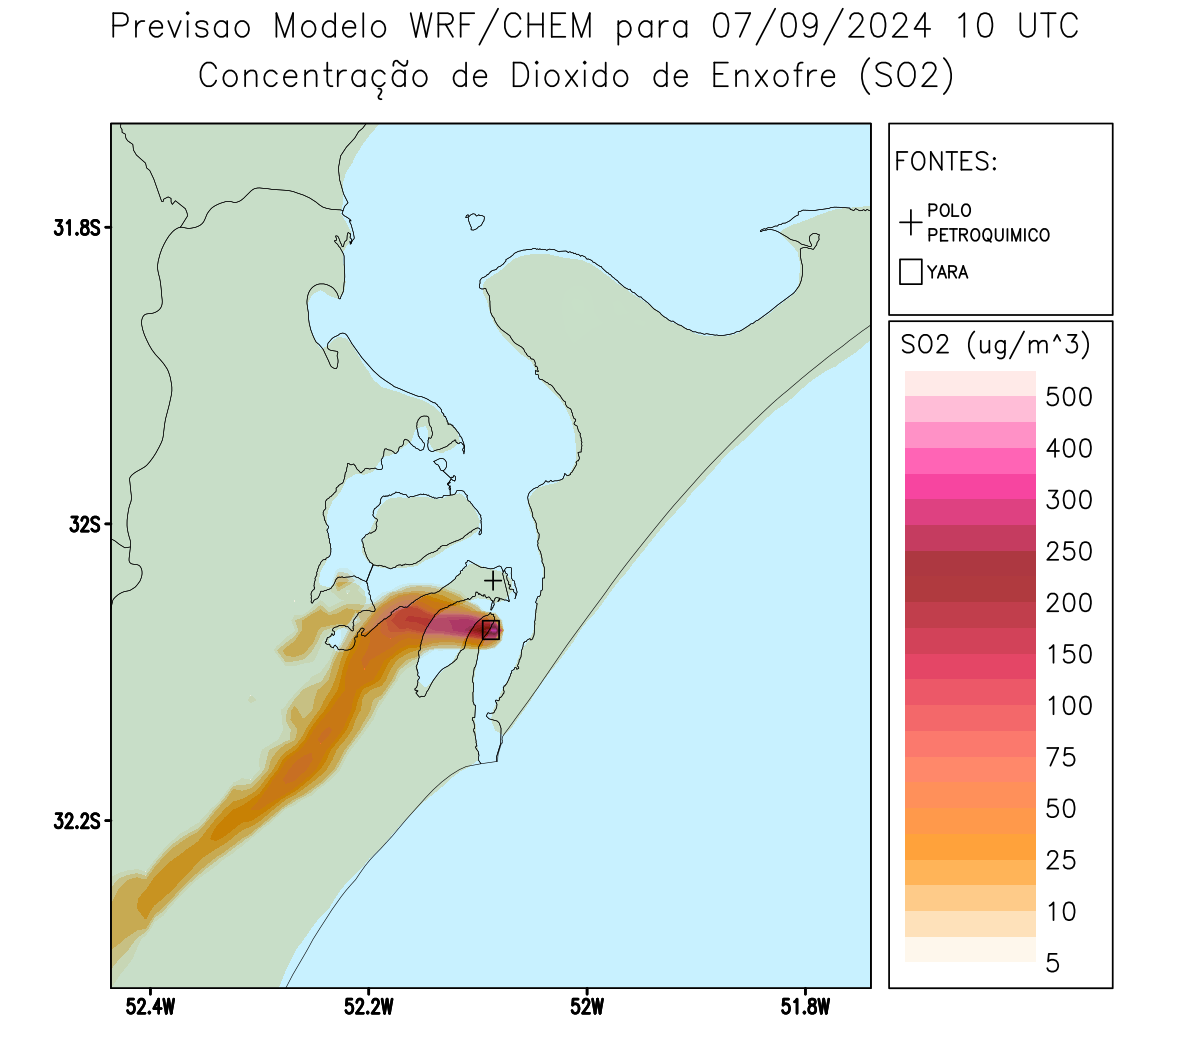 Previsao Modelo WRF/CHEM para 07/09/2024 10 UTC
Concentração de Dioxido de Enxofre (SO2)
FONTES:
POLO
PETROQUIMICO
YARA
31.8S
32S
32.2S
52.4W
52.2W
52W
51.8W
SO2 (ug/m^3)
500
400
300
250
200
150
100
75
50
25
10
5